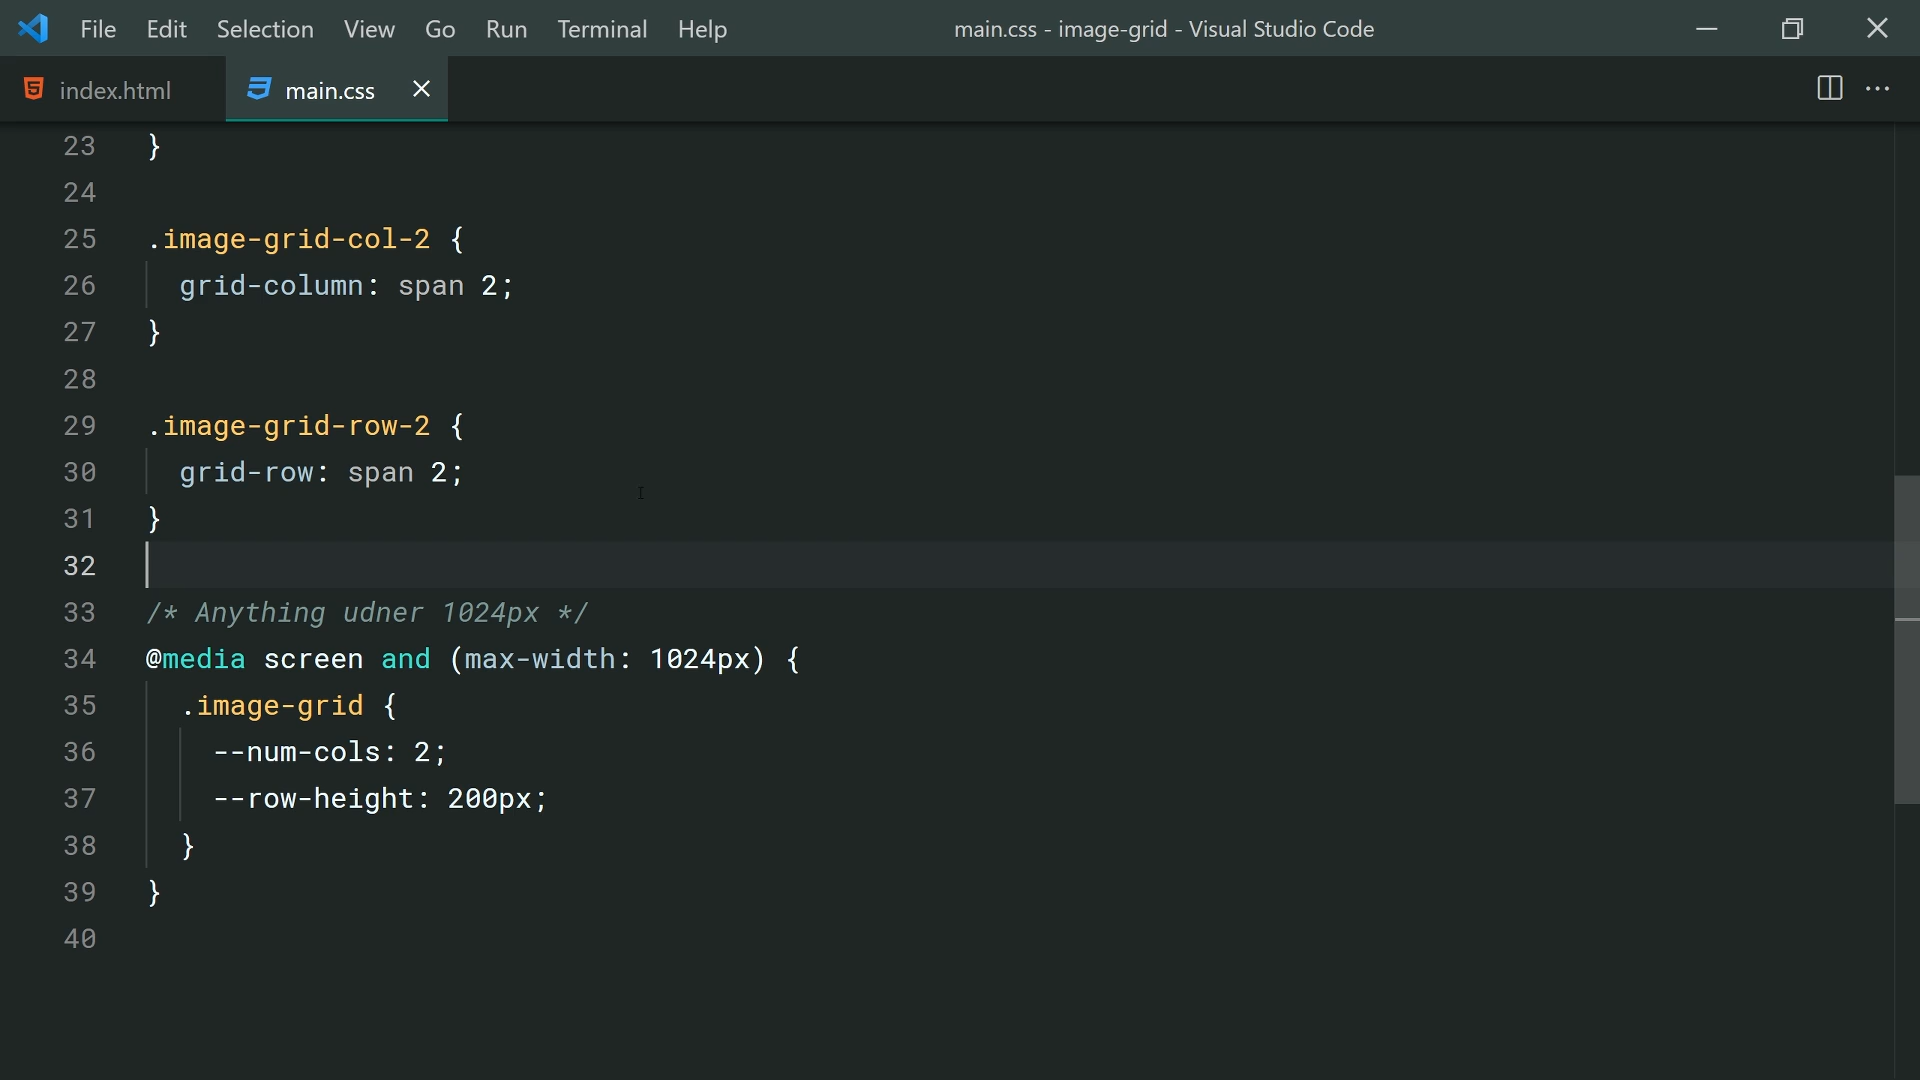 File Edit Selection View Go Run Terminal Help main.css - image-grid - Visual Studio Code
index.html main.css
23 }
24
25 .image-grid-col-2 {
26 grid-column: span 2;
27 }
28
29 .image-grid-row-2 {
30 grid-row: span 2;
31 }
32
33 /* Anything udner 1024px */
34 @media screen and (max-width: 1024px) {
35 .image-grid {
36 --num-cols: 2;
37 --row-height: 200px;
38 }
39 }
40